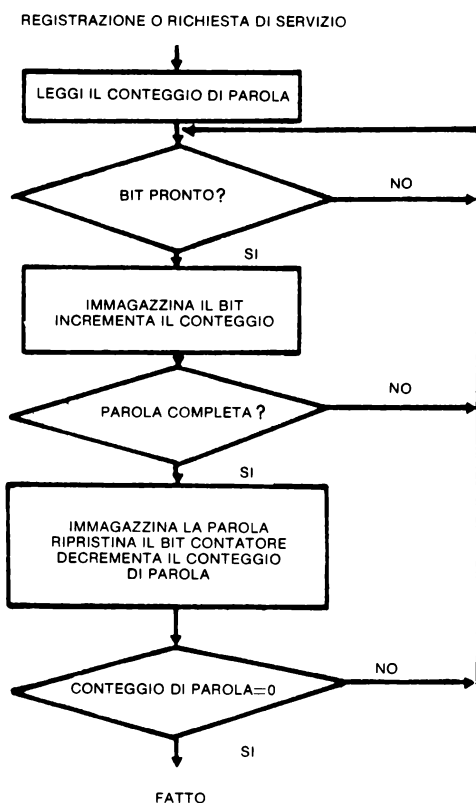 REGISTRAZIONE O RICHIESTA DI SERVIZIO
LEGGI IL CONTEGGIO DI PAROLA
BIT PRONTO?
NO
SI
IMMAGAZZINA IL BIT
INCREMENTA IL CONTEGGIO
PAROLA COMPLETA?
NO
SI
IMMAGAZZINA LA PAROLA
RIPRISTINA IL BIT CONTATORE
DECREMENTA IL CONTEGGIO
DI PAROLA
CONTEGGIO DI PAROLA=0
NO
SI
FATTO